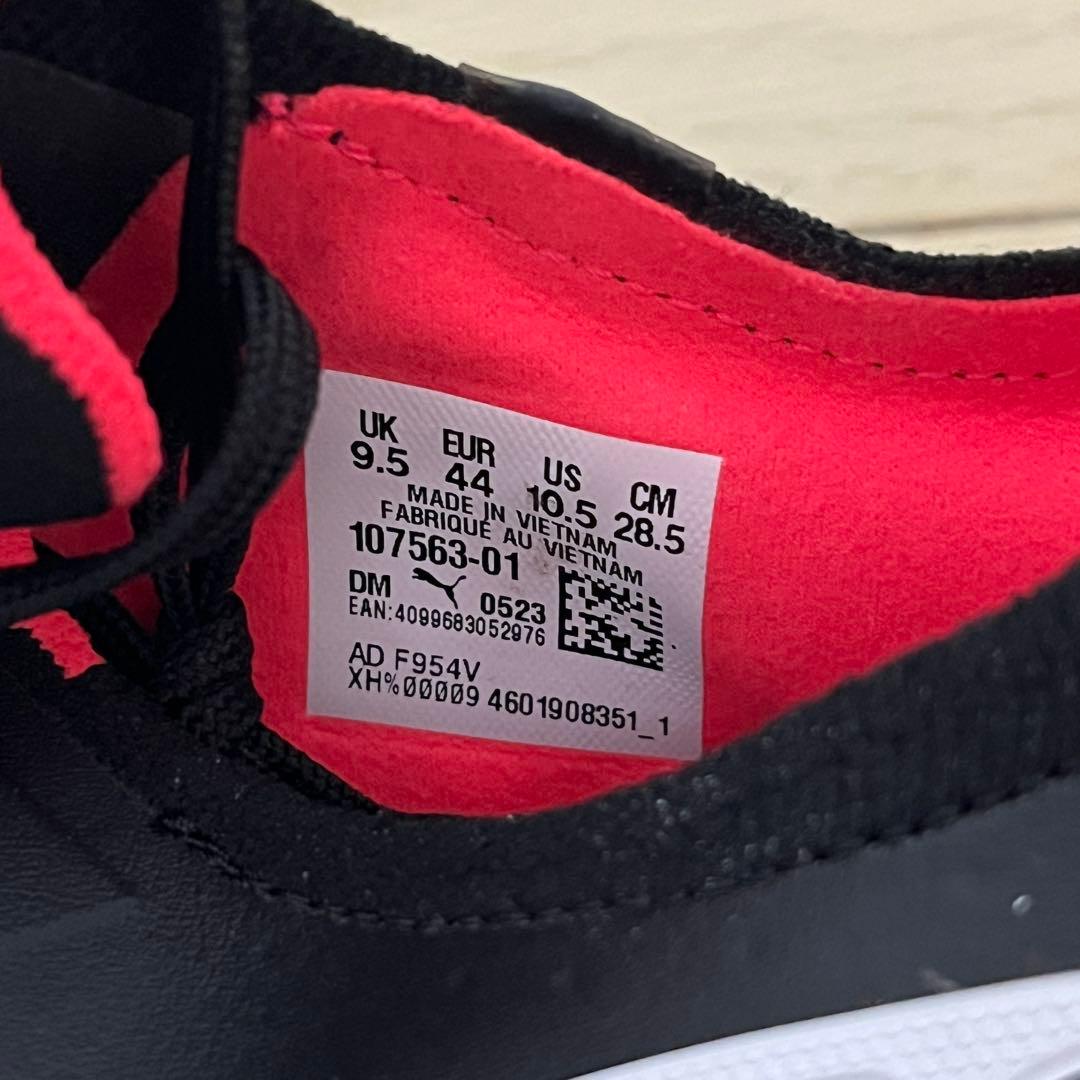 UK EUR US CM
9.5 44 10.5 28.5
MADE IN VIETNAM
FABRIQUE AU VIETNAM
107563-01
DM 0523
EAN:4099683052976
AD F954V
XH%00009 4601908351_1